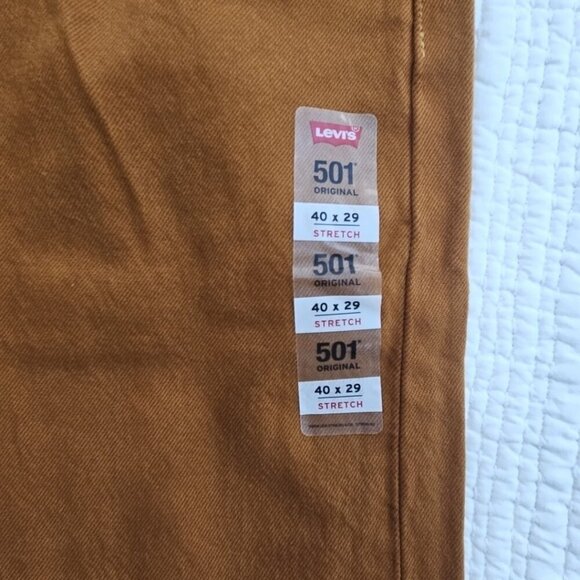 Levi's
501®
ORIGINAL
40 x 29
STRETCH
501®
ORIGINAL
40 x 29
STRETCH
501®
ORIGINAL
40 x 29
STRETCH